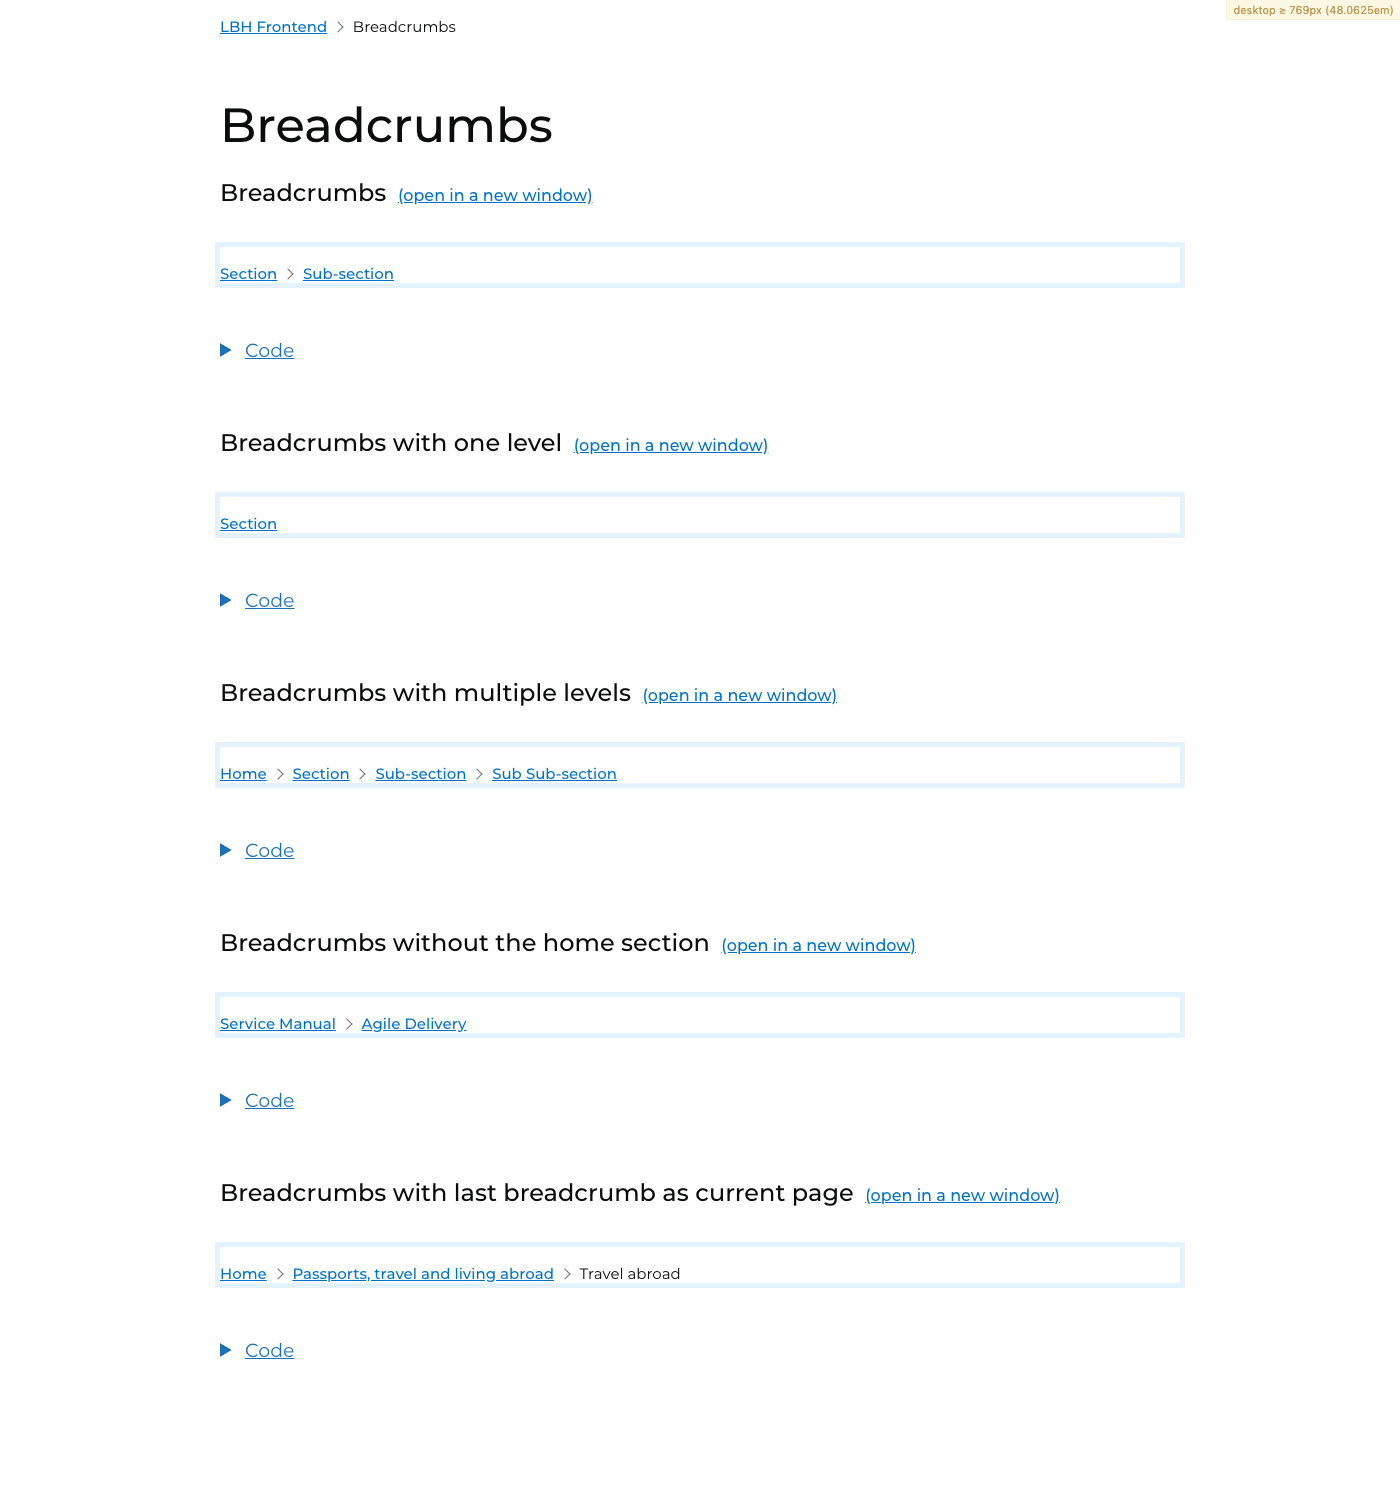 desktop ≥ 769px (48.0625em)
LBH Frontend Breadcrumbs
Breadcrumbs
Breadcrumbs (open in a new window)
Section Sub-section
Code
Breadcrumbs with one level (open in a new window)
Section
Code
Breadcrumbs with multiple levels (open in a new window)
Home Section Sub-section Sub Sub-section
Code
Breadcrumbs without the home section (open in a new window)
Service Manual Agile Delivery
Code
Breadcrumbs with last breadcrumb as current page (open in a new window)
Home Passports, travel and living abroad Travel abroad
Code